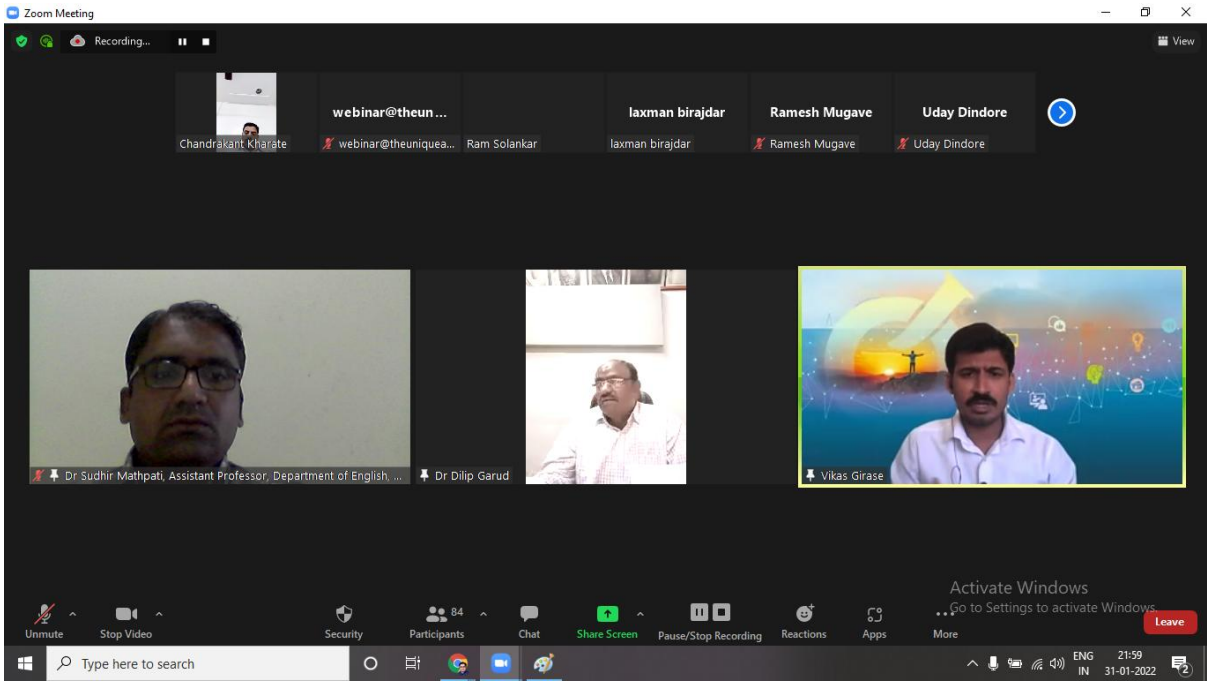 Zoom Meeting
Recording...
View
webinar@theun...
laxman birajdar
Ramesh Mugave
Uday Dindore
Chandrakant Kharate
webinar@theuniquea...
Ram Solankar
laxman birajdar
Ramesh Mugave
Uday Dindore
Dr Sudhir Mathpati, Assistant Professor, Department of English, ...
Dr Dilip Garud
Vikas Girase
Activate Windows
Go to Settings to activate Windows.
84
Unmute
Stop Video
Security
Participants
Chat
Share Screen
Pause/Stop Recording
Reactions
Apps
More
Leave
Type here to search
ENG
IN
21:59
31-01-2022
2